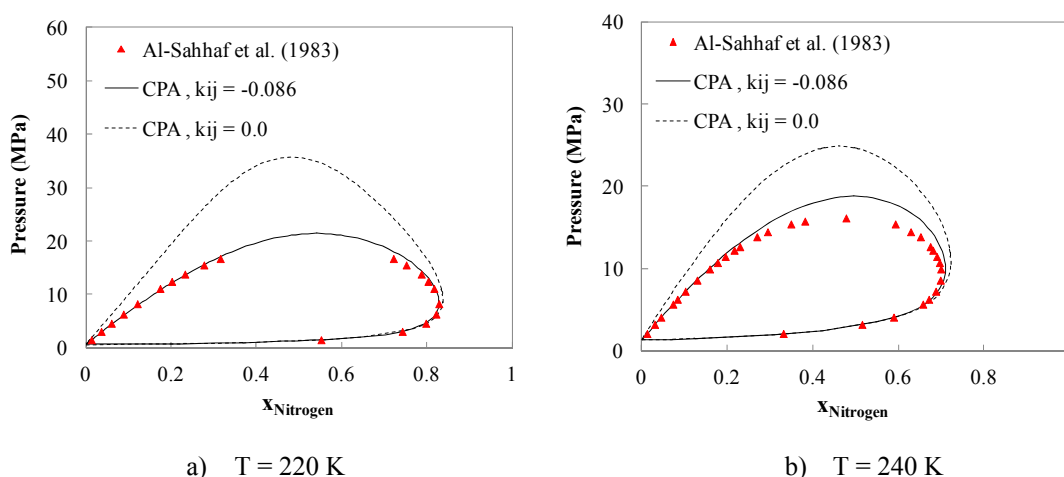 60
50
40
30
20
10
0
Pressure (MPa)
Al-Sahhaf et al. (1983)
CPA , kij = -0.086
CPA , kij = 0.0
0
0.2
0.4
0.6
0.8
1
xNitrogen
a) T = 220 K
40
30
20
10
0
Pressure (MPa)
Al-Sahhaf et al. (1983)
CPA , kij = -0.086
CPA , kij = 0.0
0
0.2
0.4
0.6
0.8
xNitrogen
b) T = 240 K